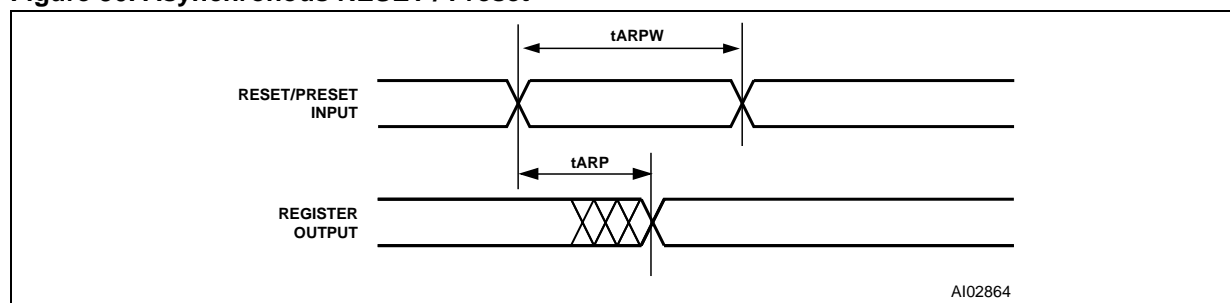 tARPW
RESET/PRESET
INPUT
tARP
REGISTER
OUTPUT
AI02864